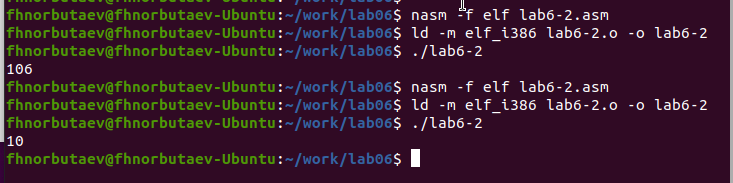 fhnorbutaev@fhnorbutaev-Ubuntu:~/work/lab06$ nasm -f elf lab6-2.asm
fhnorbutaev@fhnorbutaev-Ubuntu:~/work/lab06$ ld -m elf_i386 lab6-2.o -o lab6-2
fhnorbutaev@fhnorbutaev-Ubuntu:~/work/lab06$ ./lab6-2
106
fhnorbutaev@fhnorbutaev-Ubuntu:~/work/lab06$ nasm -f elf lab6-2.asm
fhnorbutaev@fhnorbutaev-Ubuntu:~/work/lab06$ ld -m elf_i386 lab6-2.o -o lab6-2
fhnorbutaev@fhnorbutaev-Ubuntu:~/work/lab06$ ./lab6-2
10
fhnorbutaev@fhnorbutaev-Ubuntu:~/work/lab06$